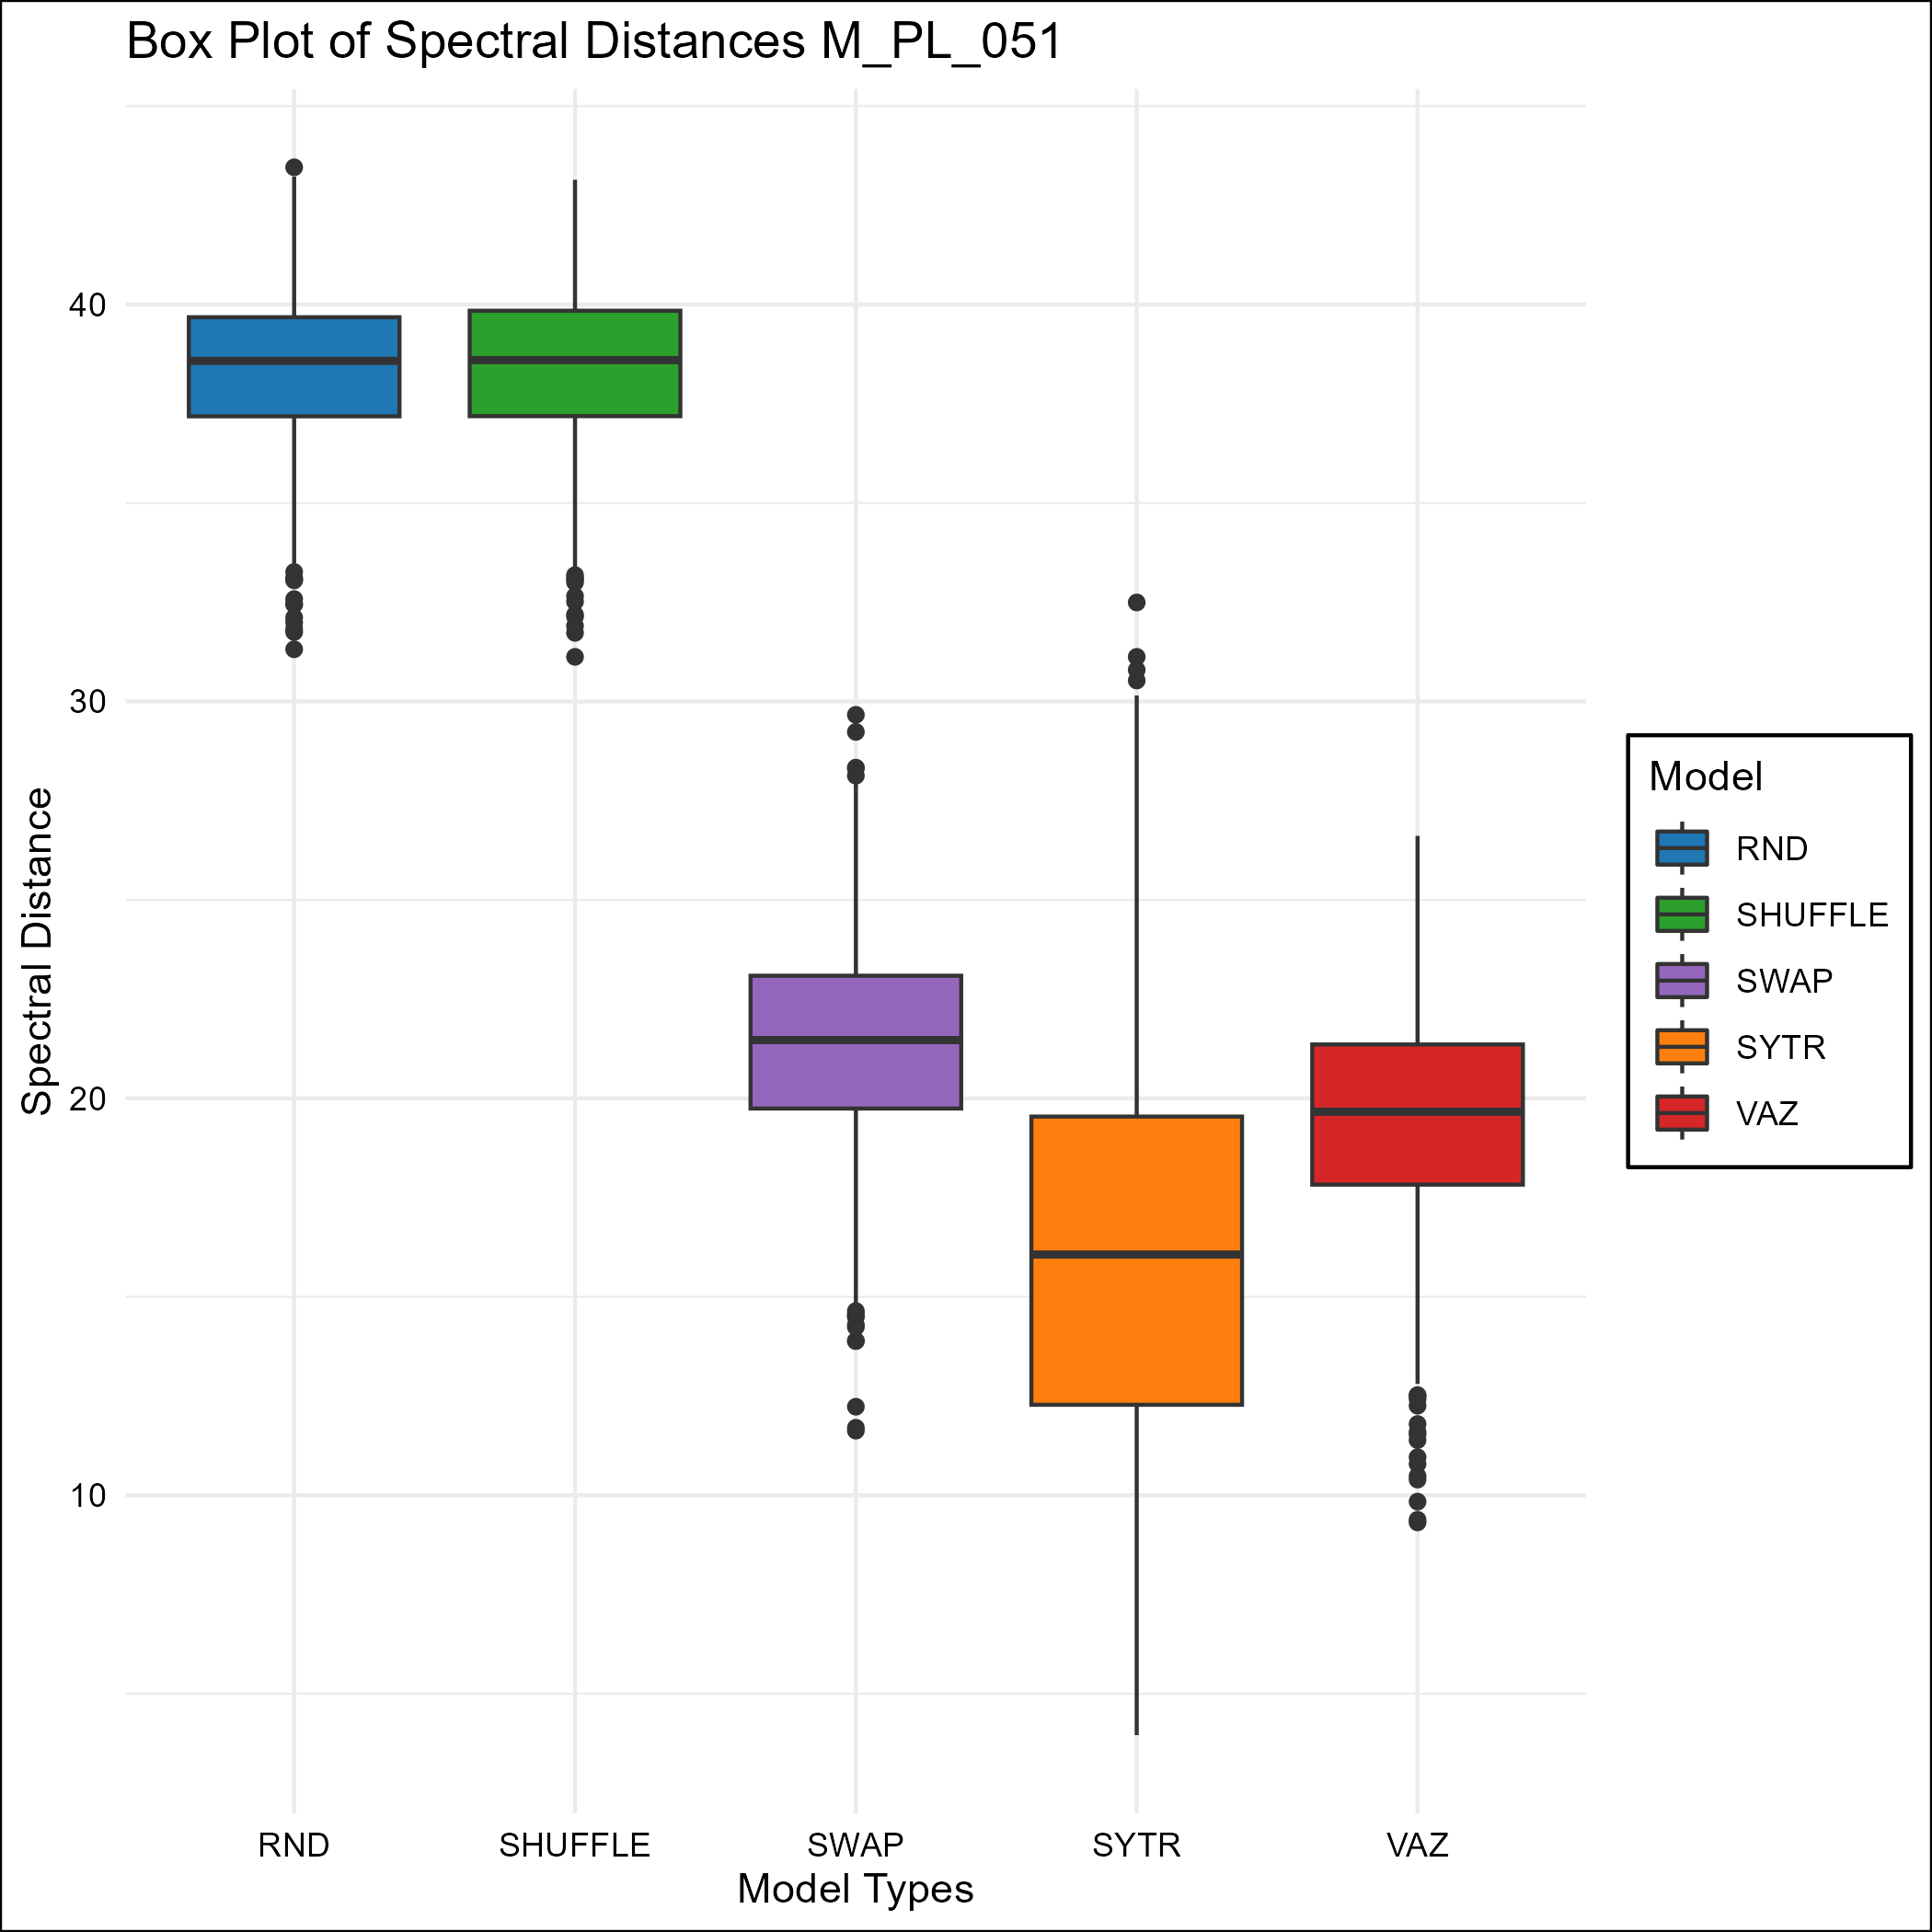 Box Plot of Spectral Distances M_PL_051
Spectral Distance
40
30
20
10
RND
SHUFFLE
SWAP
SYTR
VAZ
Model Types
Model
RND
SHUFFLE
SWAP
SYTR
VAZ